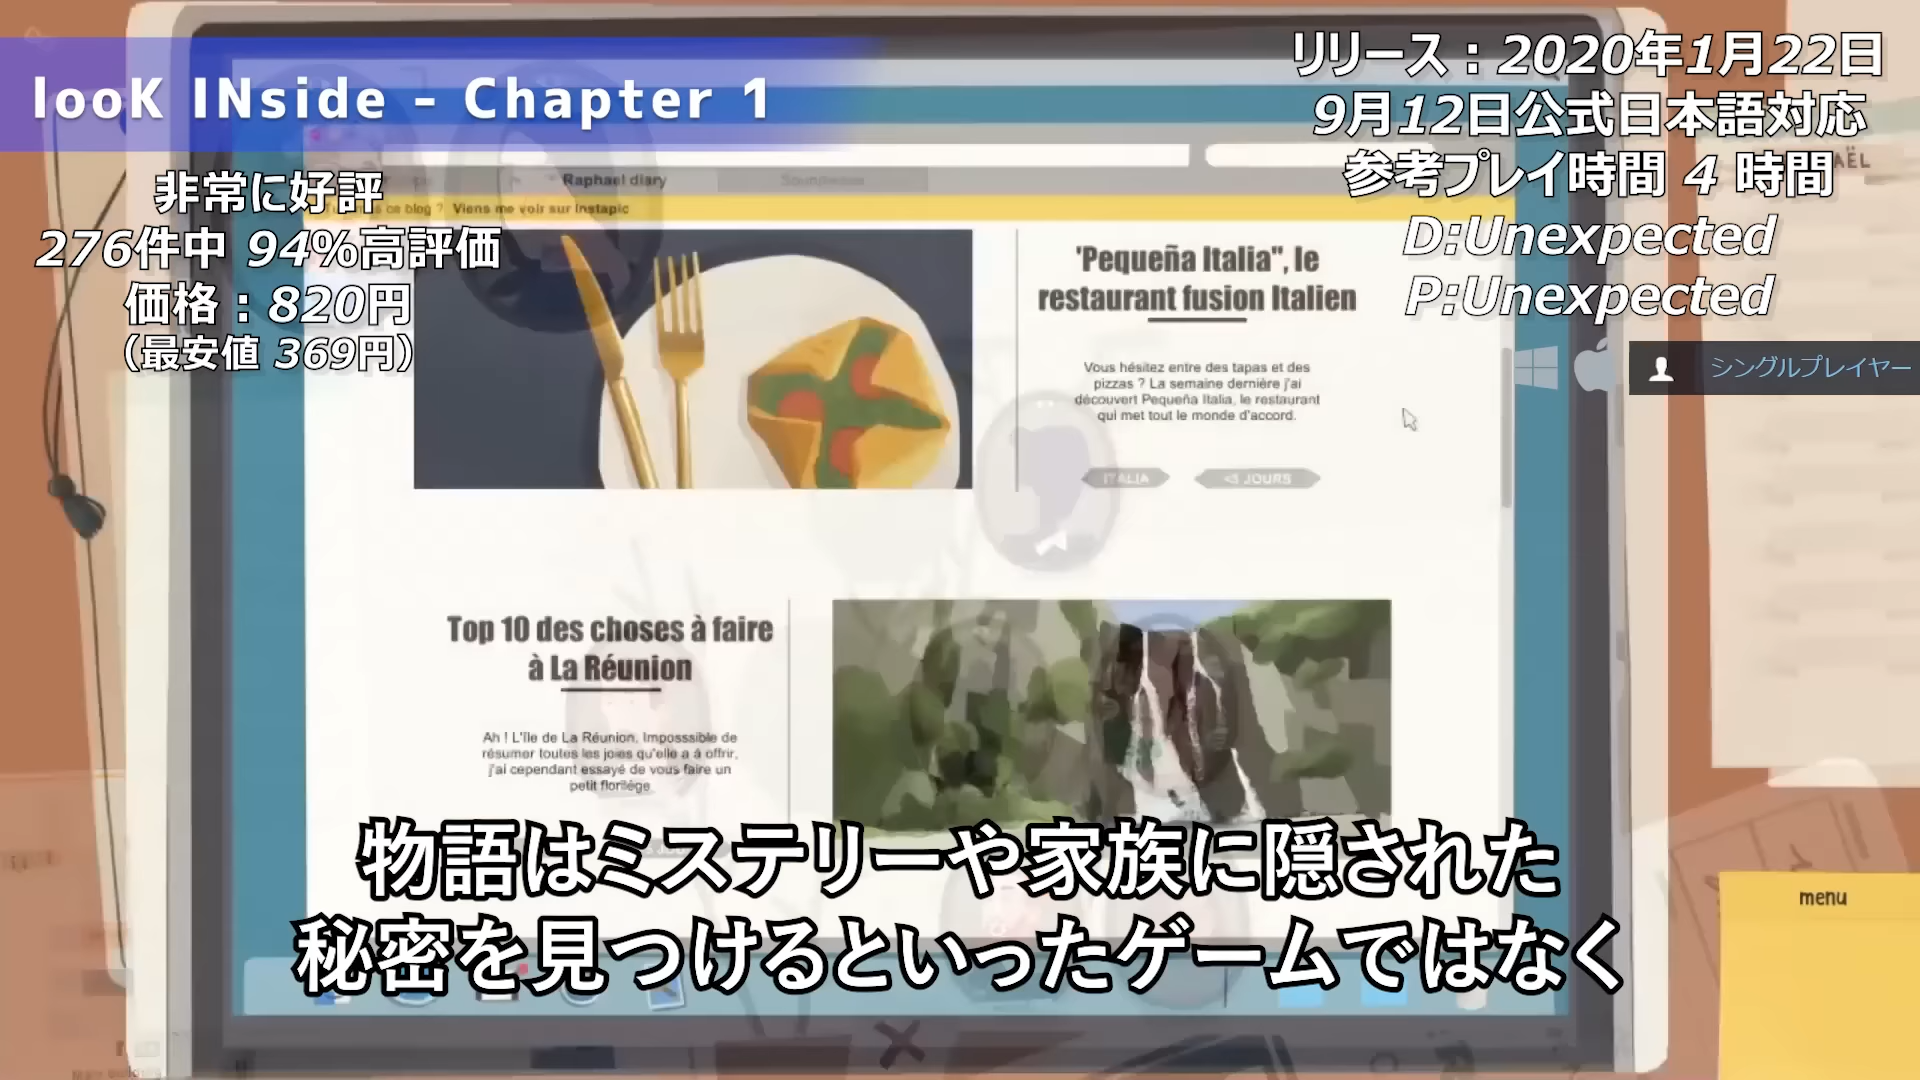 looK INside - Chapter 1
非常に好評
276件中 94%高評価
価格：820円
（最安値 369円）
リリース：2020年1月22日
9月12日公式日本語対応
参考プレイ時間 4 時間
D:Unexpected
P:Unexpected
シングルプレイヤー
AËL
Raphael diary
Soundwave
ce blog ? Viens me voir sur Instapic
'Pequeña Italia", le
restaurant fusion Italien
Vous hésitez entre des tapas et des
pizzas ? La semaine dernière j'ai
découvert Pequeña Italia, le restaurant
qui met tout le monde d'accord.
ITALIA
<3 JOURS
Top 10 des choses à faire
à La Réunion
Ah ! L'île de La Réunion, Impossible de
résumer toutes les joies qu'elle a à offrir,
j'ai cependant essayé de vous faire un
petit florilège
物語はミステリーや家族に隠された
秘密を見つけるといったゲームではなく
menu